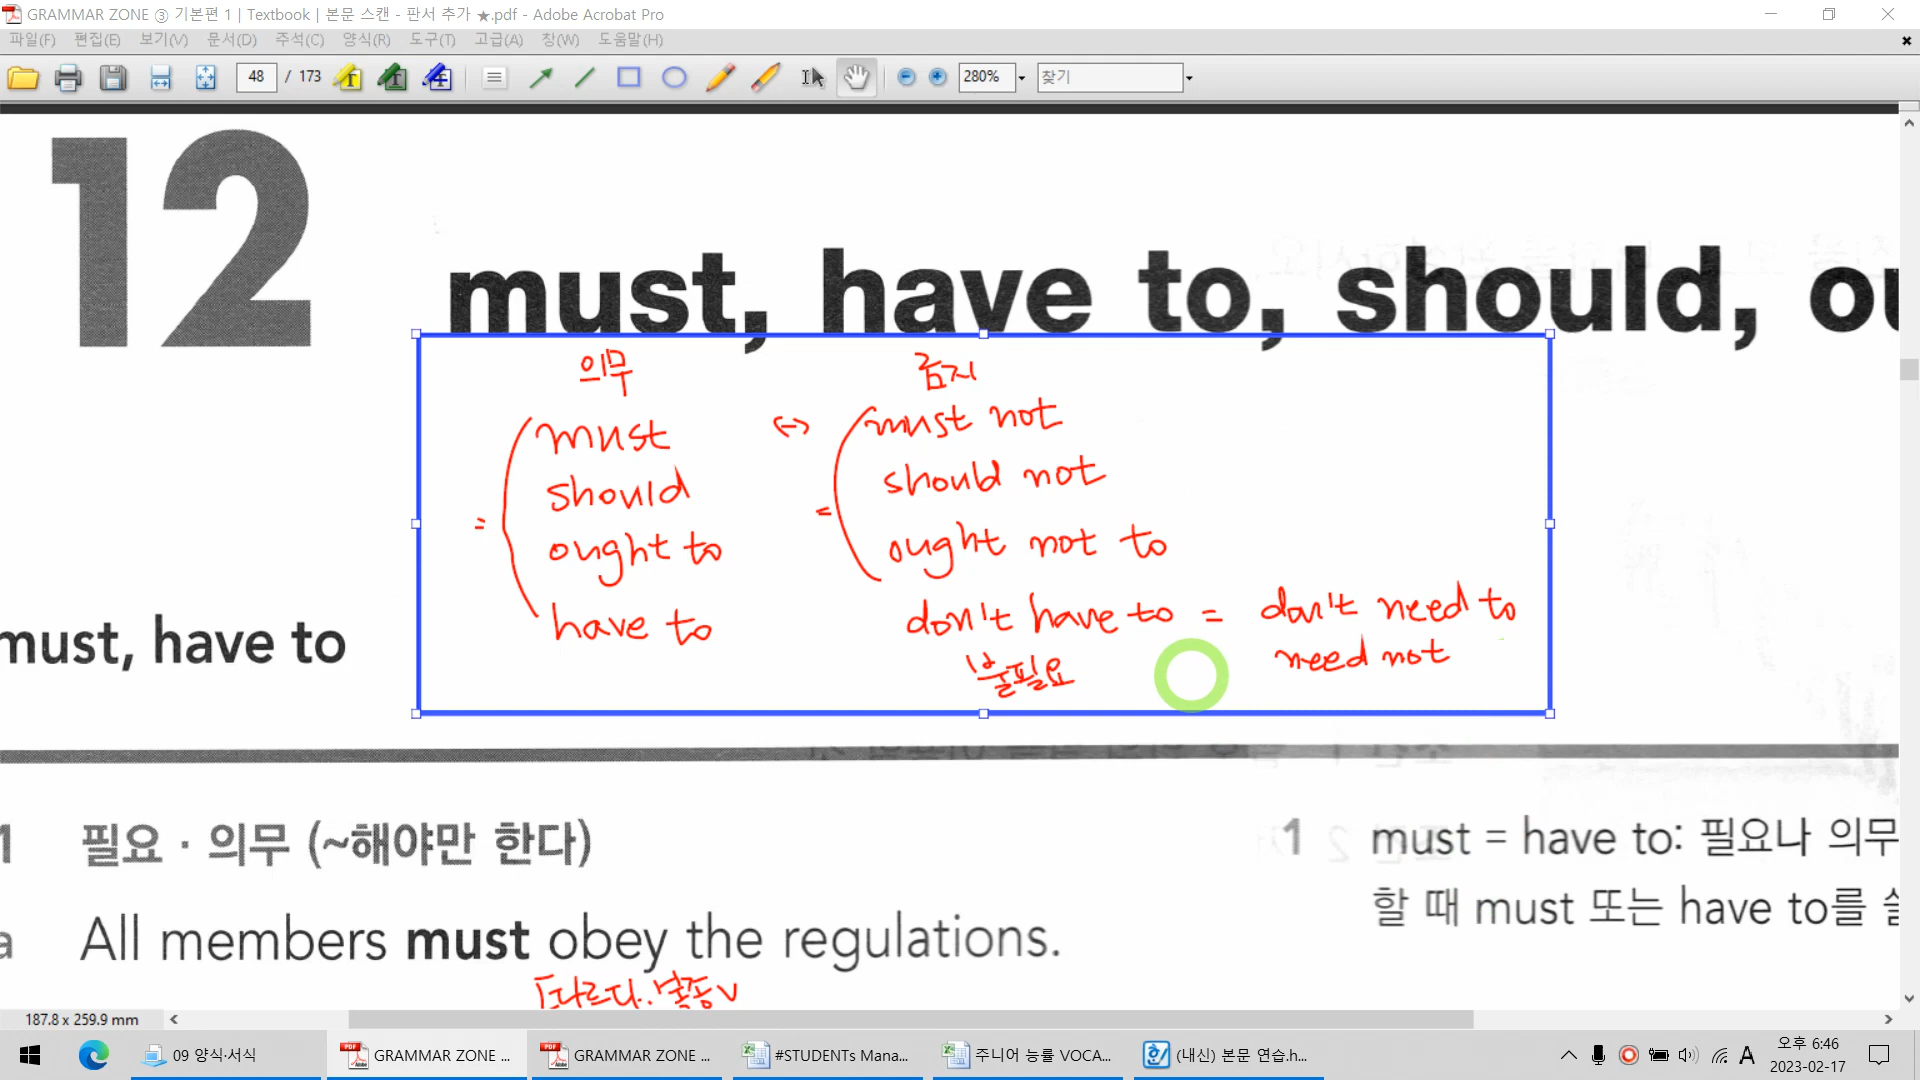 GRAMMAR ZONE ③ 기본편 1 | Textbook | 본문 스캔 - 판서 추가 ★.pdf - Adobe Acrobat Pro
파일(F) 편집(E) 보기(V) 문서(D) 주석(C) 양식(R) 도구(T) 고급(A) 창(W) 도움말(H)
48 / 173 280% 찾기
12
must, have to, should, ou
의무 금지
must ↔ must not
should should not
= ought to = ought not to
have to don't have to = don't need to
불필요 need not
must, have to
1 필요 · 의무 (~해야만 한다)
1 must = have to: 필요나 의무
할 때 must 또는 have to를
a All members must obey the regulations.
187.8 x 259.9 mm
09 양식·서식 GRAMMAR ZONE ... GRAMMAR ZONE ... #STUDENTs Mana... 주니어 능률 VOCA... (내신) 본문 연습.h... A 오후 6:46
2023-02-17